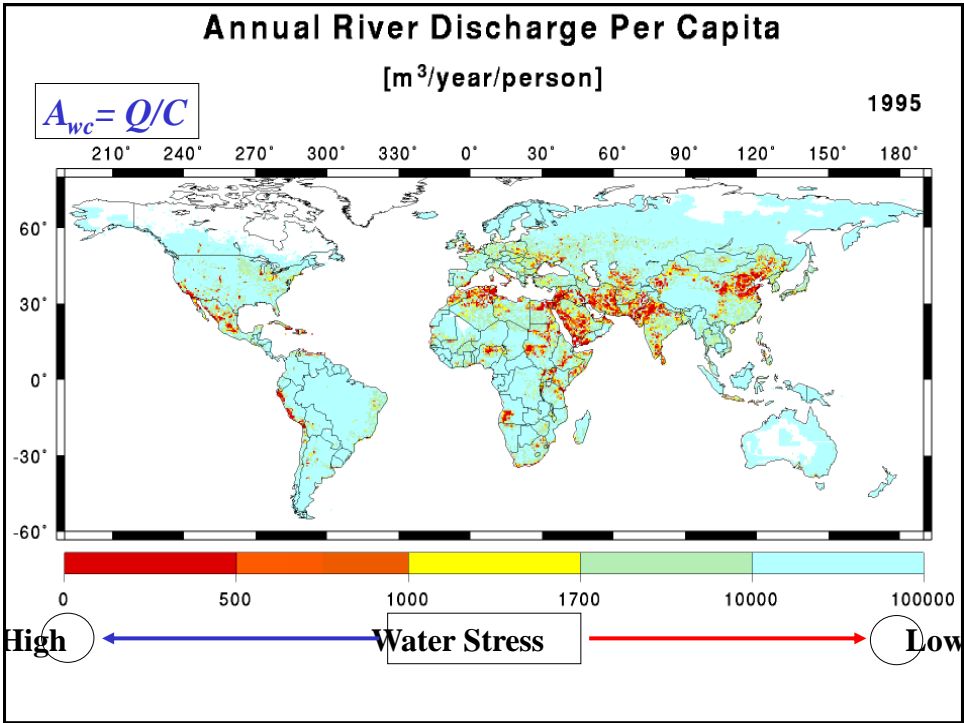 Annual River Discharge Per Capita
[m³/year/person]
A_wc = Q/C
1995
210° 240° 270° 300° 330° 0° 30° 60° 90° 120° 150° 180°
60°
30°
0°
-30°
-60°
0 500 1000 1700 10000 100000
High Water Stress Low